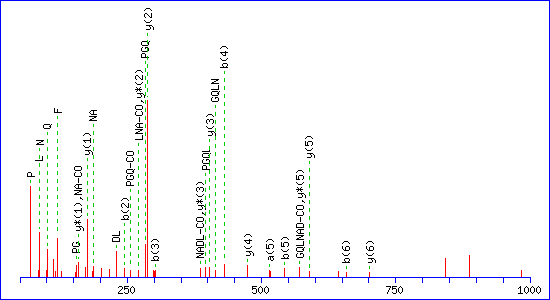 P
L
N
Q
F
PG
y*(1),NA-CO
y(1)
NA
DL
b(2)
PGQ-CO
LNA-CO,y*(2)
PGQ
y(2)
b(3)
NADL-CO,y*(3)
PGQL
y(3)
GQLN
b(4)
y(4)
a(5)
b(5)
GQLNAD-CO,y*(5)
y(5)
b(6)
y(6)
250
500
750
1000